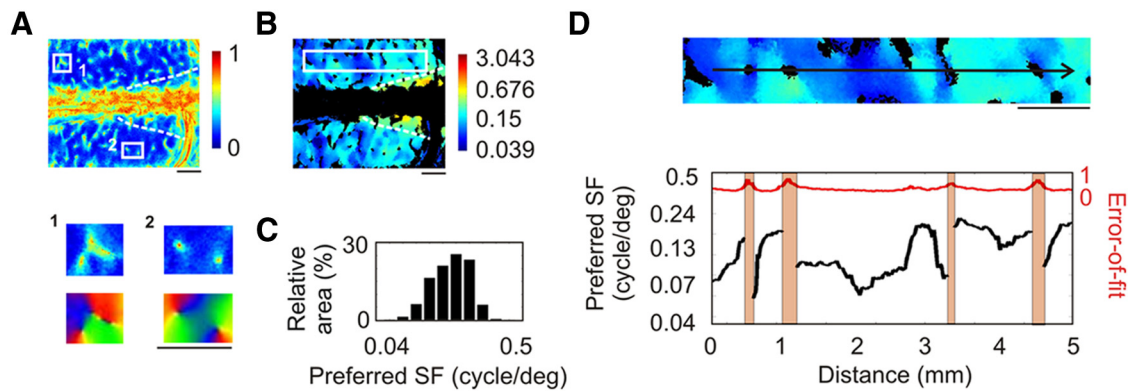 A
1
0
1
2
B
3.043
0.676
0.15
0.039
1
2
C
30
0
Relative
area (%)
0.04
0.5
Preferred SF (cycle/deg)
D
0.5
0.24
0.13
0.07
0.04
Preferred SF
(cycle/deg)
1
0
Error-of-fit
0
1
2
3
4
5
Distance (mm)